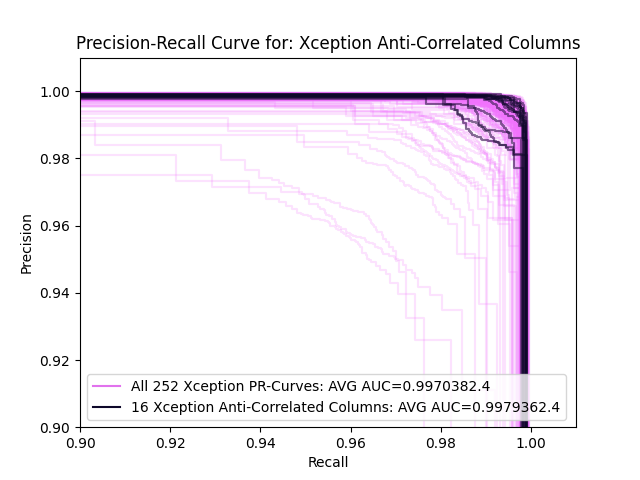 Precision-Recall Curve for: Xception Anti-Correlated Columns
1.00
0.98
0.96
0.94
0.92
0.90
Precision
All 252 Xception PR-Curves: AVG AUC=0.9970382.4
16 Xception Anti-Correlated Columns: AVG AUC=0.9979362.4
0.90 0.92 0.94 0.96 0.98 1.00
Recall